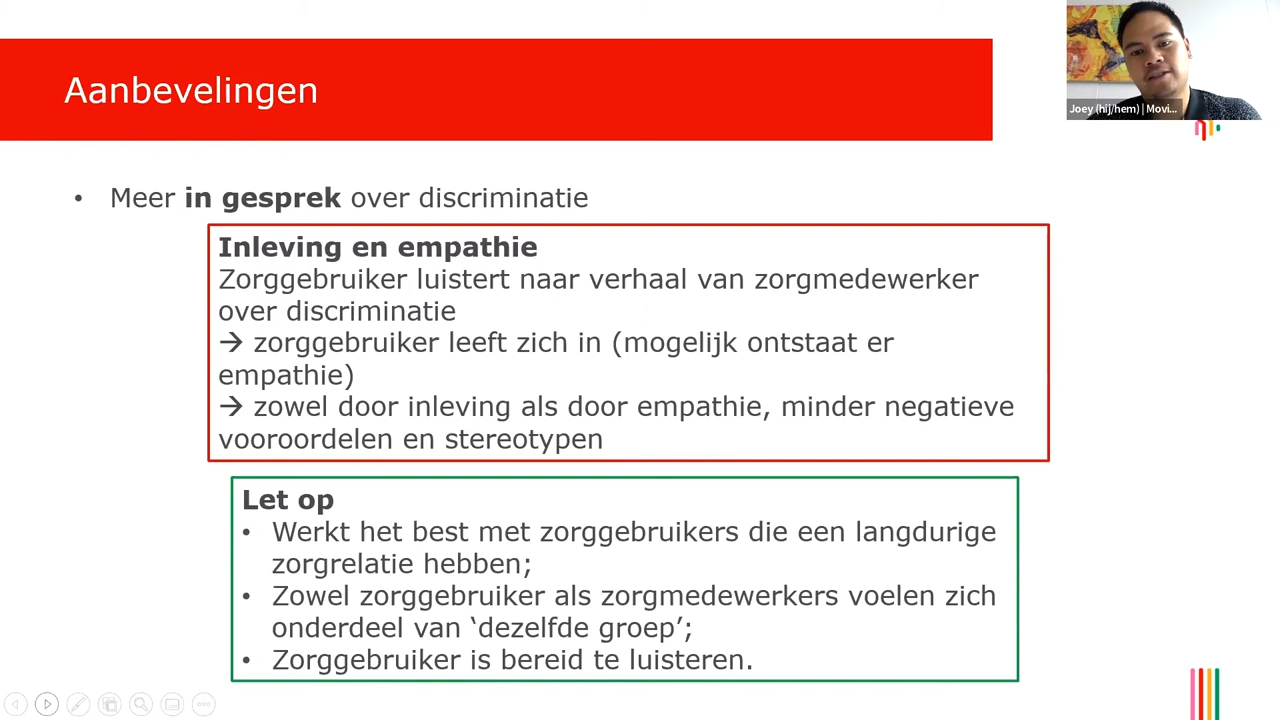 Aanbevelingen
Joey (hij/hem) | Movi...
• Meer in gesprek over discriminatie
Inleving en empathie
Zorggebruiker luistert naar verhaal van zorgmedewerker
over discriminatie
→ zorggebruiker leeft zich in (mogelijk ontstaat er
empathie)
→ zowel door inleving als door empathie, minder negatieve
vooroordelen en stereotypen
Let op
• Werkt het best met zorggebruikers die een langdurige
zorgrelatie hebben;
• Zowel zorggebruiker als zorgmedewerkers voelen zich
onderdeel van ‘dezelfde groep’;
• Zorggebruiker is bereid te luisteren.